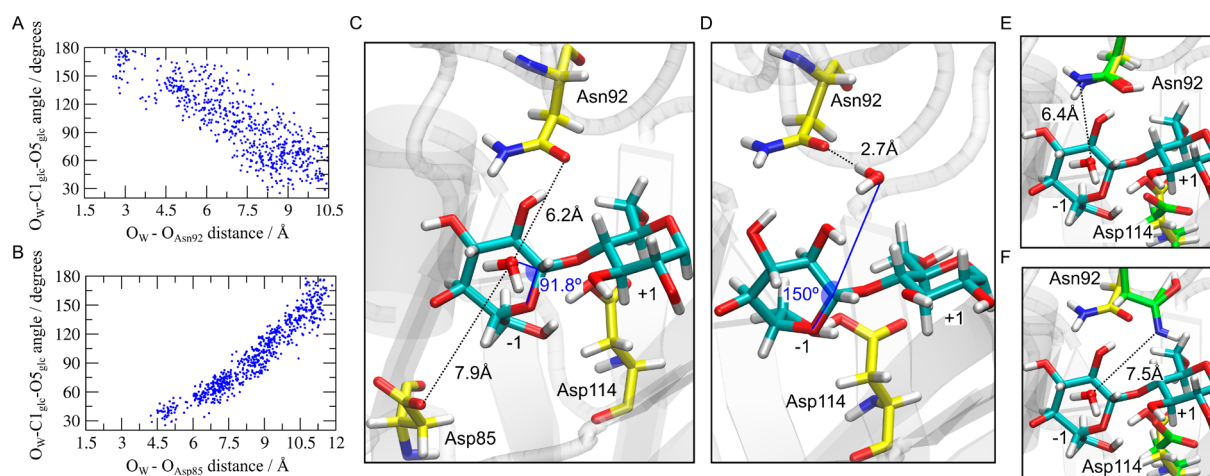 A
O_W-C1_glc-O5_glc angle / degrees
180
150
120
90
60
30
1.5 3 4.5 6 7.5 9 10.5
O_W - O_Asn92 distance / Å
B
O_W-C1_glc-O5_glc angle / degrees
180
150
120
90
60
30
1.5 3 4.5 6 7.5 9 10.5 12
O_W - O_Asp85 distance / Å
C
Asn92
6.2Å
91.8º
+1
-1
7.9Å
Asp114
Asp85
D
Asn92
2.7Å
150º
+1
-1
Asp114
E
Asn92
6.4Å
+1
-1
Asp114
F
Asn92
7.5Å
+1
-1
Asp114